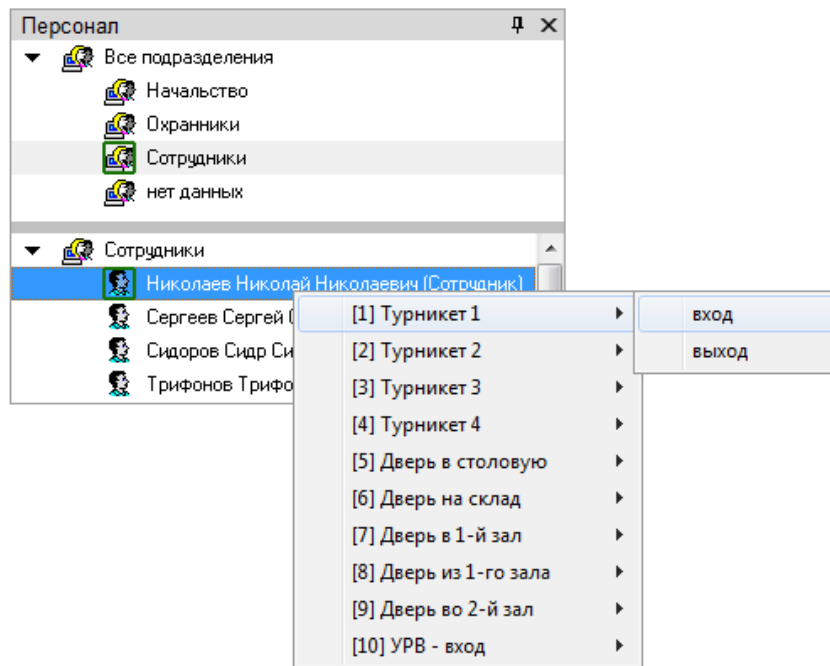 Персонал
Все подразделения
Начальство
Охранники
Сотрудники
нет данных
Сотрудники
Николаев Николай Николаевич (Сотрудник)
Сергеев Сергей (
Сидоров Сидр Си
Трифонов Трифо
[1] Турникет 1
[2] Турникет 2
[3] Турникет 3
[4] Турникет 4
[5] Дверь в столовую
[6] Дверь на склад
[7] Дверь в 1-й зал
[8] Дверь из 1-го зала
[9] Дверь во 2-й зал
[10] УРВ - вход
вход
выход